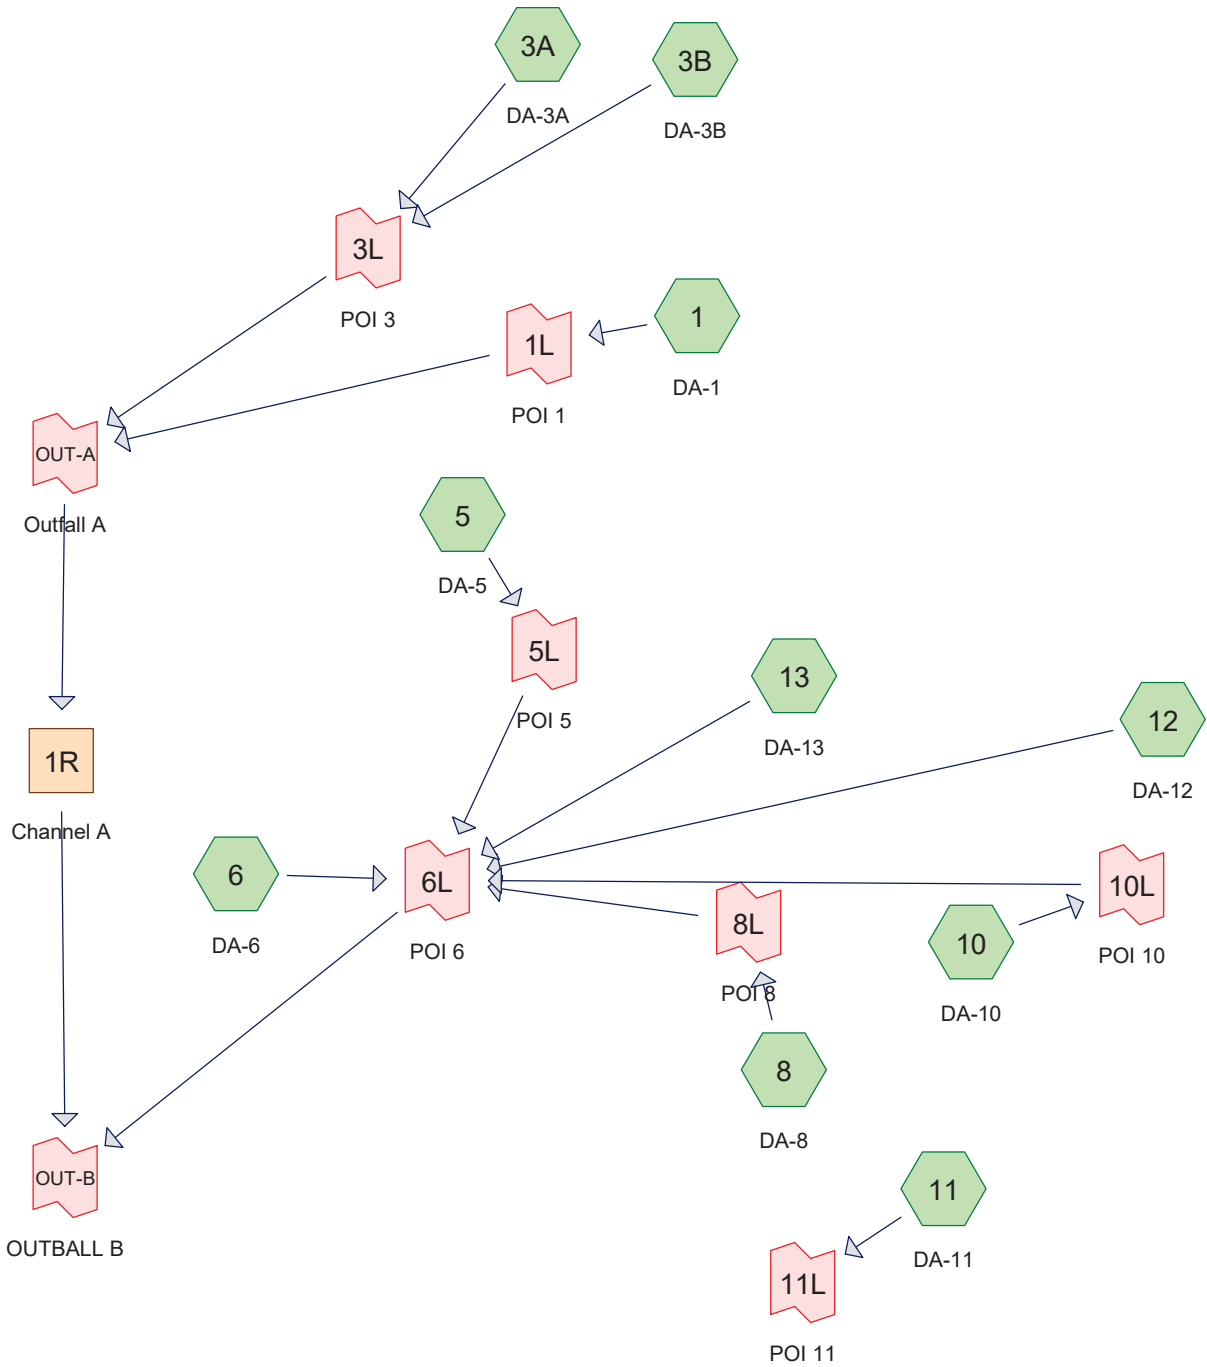 3A
DA-3A
3B
DA-3B
3L
POI 3
1L
POI 1
1
DA-1
OUT-A
Outfall A
5
DA-5
5L
POI 5
13
DA-13
12
DA-12
1R
Channel A
6
DA-6
6L
POI 6
8L
POI 8
10L
POI 10
10
DA-10
8
DA-8
OUT-B
OUTBALL B
11
DA-11
11L
POI 11